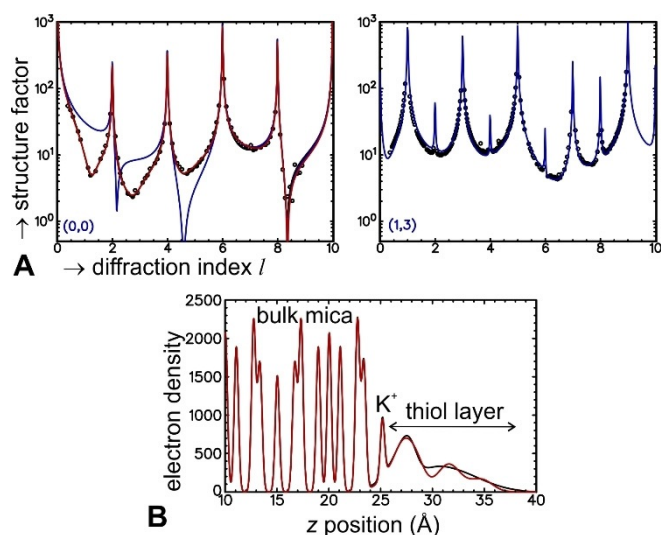 10³
10²
10¹
10⁰
→ structure factor
(0,0)
0 2 4 6 8 10
→ diffraction index l
A
10³
10²
10¹
10⁰
(1,3)
0 2 4 6 8 10
2500
2000
1500
1000
500
0
electron density
bulk mica
K⁺ thiol layer
10 15 20 25 30 35 40
z position (Å)
B